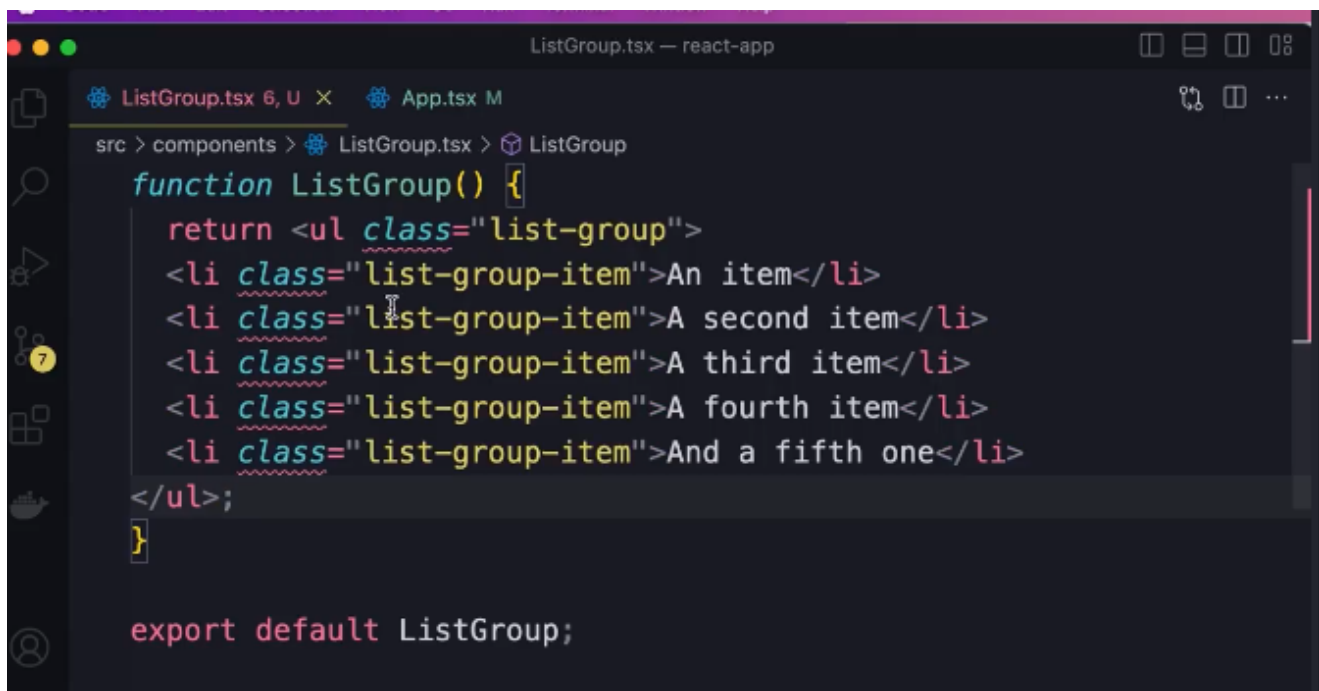 ListGroup.tsx — react-app
ListGroup.tsx 6, U × App.tsx M
src > components > ListGroup.tsx > ListGroup
function ListGroup() {
return <ul class="list-group">
<li class="list-group-item">An item</li>
<li class="list-group-item">A second item</li>
<li class="list-group-item">A third item</li>
<li class="list-group-item">A fourth item</li>
<li class="list-group-item">And a fifth one</li>
</ul>;
}
export default ListGroup;
7